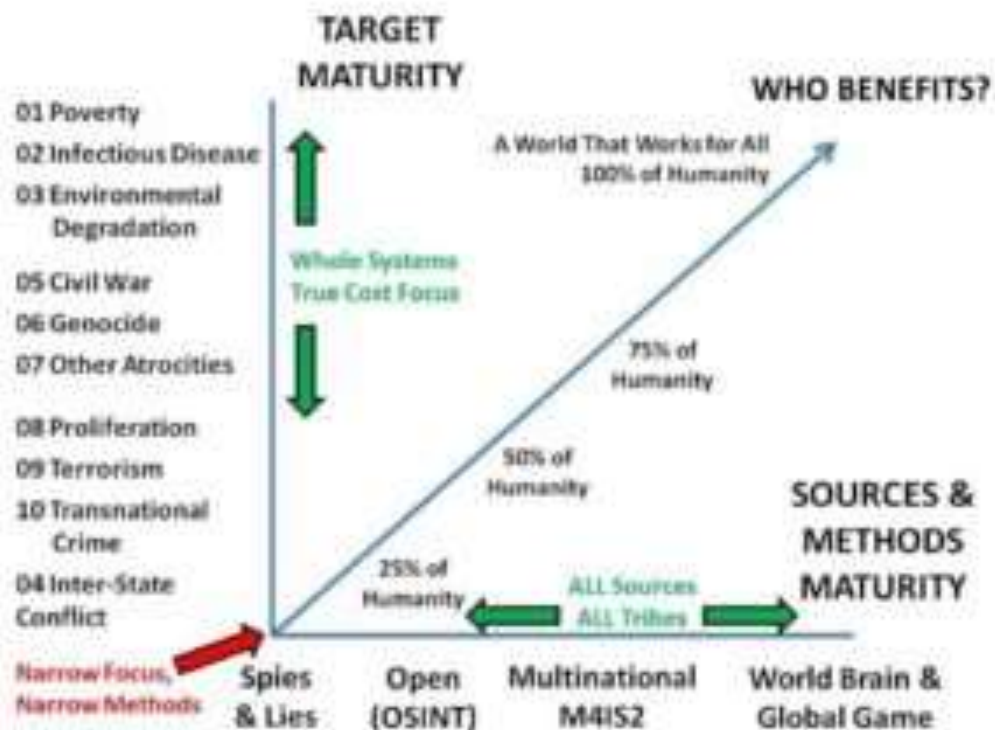 TARGET
MATURITY
WHO BENEFITS?
01 Poverty
02 Infectious Disease
03 Environmental
Degradation
05 Civil War
06 Genocide
07 Other Atrocities
08 Proliferation
09 Terrorism
10 Transnational
Crime
04 Inter-State
Conflict
Whole Systems
True Cost Focus
A World That Works for All
100% of Humanity
75% of
Humanity
50% of
Humanity
25% of
Humanity
ALL Sources
ALL Tribes
SOURCES &
METHODS
MATURITY
Narrow Focus,
Narrow Methods
Spies
& Lies
Open
(OSINT)
Multinational
M4IS2
World Brain &
Global Game